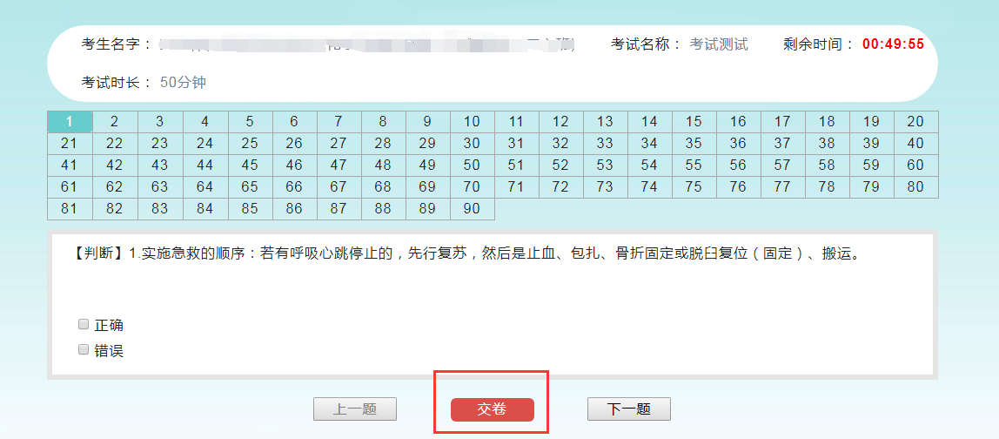 考生名字： 考试名称： 考试测试 剩余时间： 00:49:55
考试时长： 50分钟
1 2 3 4 5 6 7 8 9 10 11 12 13 14 15 16 17 18 19 20
21 22 23 24 25 26 27 28 29 30 31 32 33 34 35 36 37 38 39 40
41 42 43 44 45 46 47 48 49 50 51 52 53 54 55 56 57 58 59 60
61 62 63 64 65 66 67 68 69 70 71 72 73 74 75 76 77 78 79 80
81 82 83 84 85 86 87 88 89 90
【判断】1.实施急救的顺序：若有呼吸心跳停止的，先行复苏，然后是止血、包扎、骨折固定或脱臼复位（固定）、搬运。
正确
错误
上一题 交卷 下一题